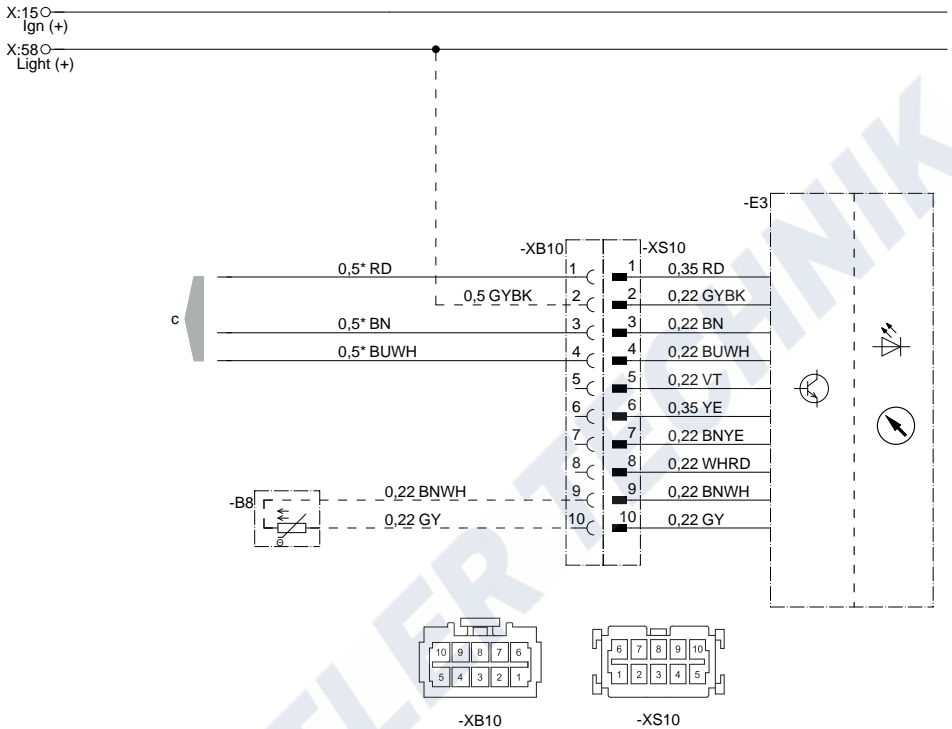 X:15
Ign (+)
X:58
Light (+)
-E3
-XB10 -XS10
0,5* RD 1 1 0,35 RD
0,5 GYBK 2 2 0,22 GYBK
c
0,5* BN 3 3 0,22 BN
0,5* BUWH 4 4 0,22 BUWH
5 5 0,22 VT
6 6 0,35 YE
7 7 0,22 BNYE
8 8 0,22 WHRD
-B8
0,22 BNWH 9 9 0,22 BNWH
0,22 GY 10 10 0,22 GY
10 9 8 7 6
5 4 3 2 1
-XB10
6 7 8 9 10
1 2 3 4 5
-XS10
TLER TECHNIK